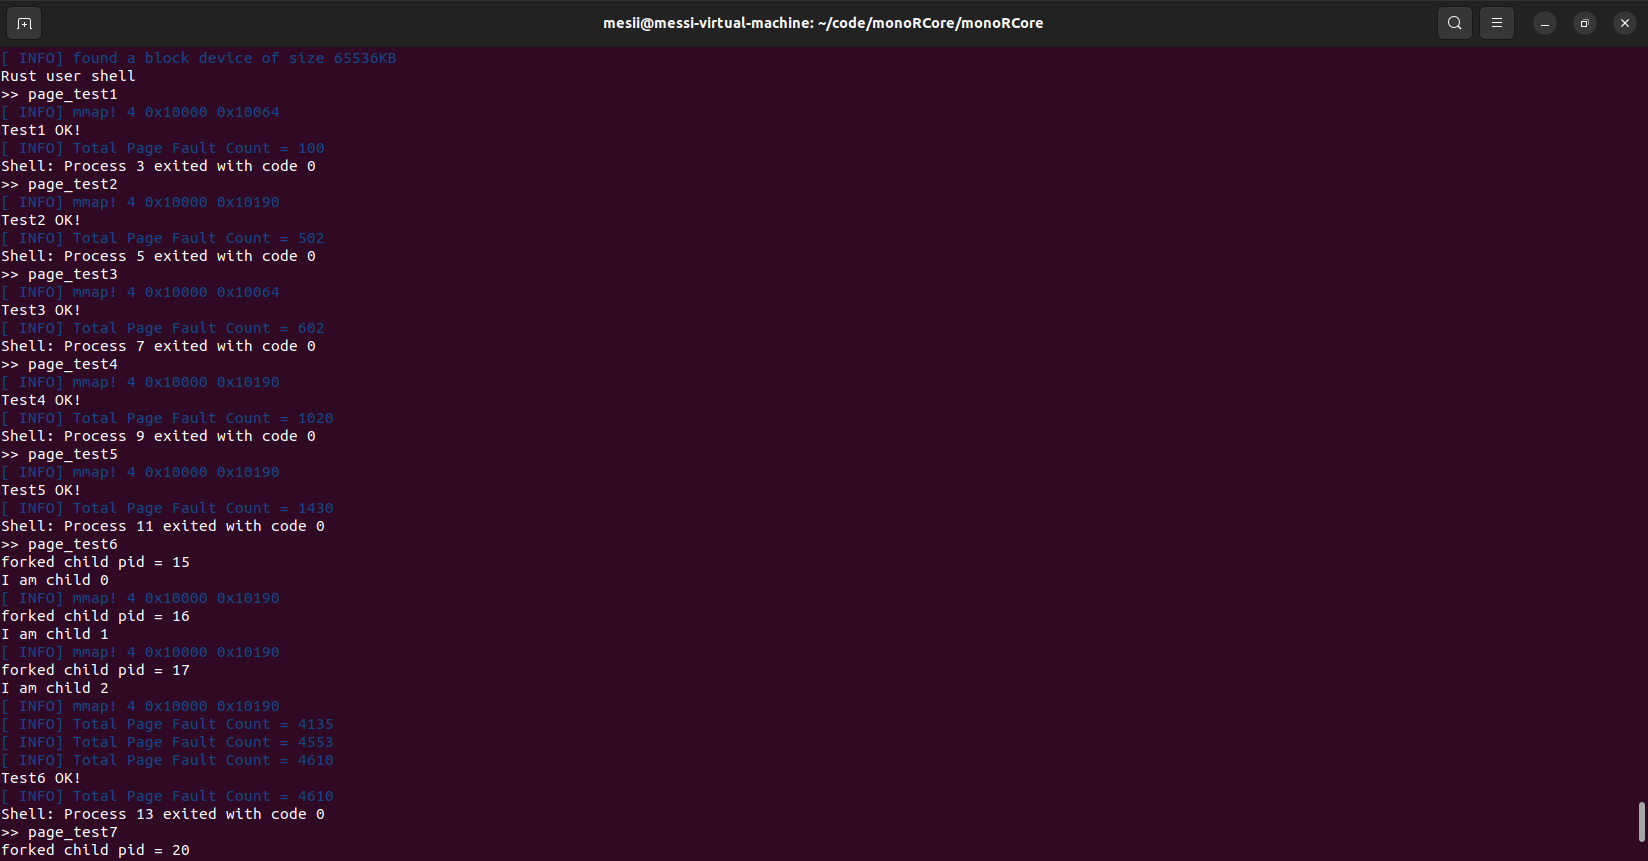 mesii@messi-virtual-machine: ~/code/monoRCore/monoRCore
[ INFO] found a block device of size 65536KB
Rust user shell
>> page_test1
[ INFO] mmap! 4 0x10000 0x10064
Test1 OK!
[ INFO] Total Page Fault Count = 100
Shell: Process 3 exited with code 0
>> page_test2
[ INFO] mmap! 4 0x10000 0x10190
Test2 OK!
[ INFO] Total Page Fault Count = 502
Shell: Process 5 exited with code 0
>> page_test3
[ INFO] mmap! 4 0x10000 0x10064
Test3 OK!
[ INFO] Total Page Fault Count = 602
Shell: Process 7 exited with code 0
>> page_test4
[ INFO] mmap! 4 0x10000 0x10190
Test4 OK!
[ INFO] Total Page Fault Count = 1020
Shell: Process 9 exited with code 0
>> page_test5
[ INFO] mmap! 4 0x10000 0x10190
Test5 OK!
[ INFO] Total Page Fault Count = 1430
Shell: Process 11 exited with code 0
>> page_test6
forked child pid = 15
I am child 0
[ INFO] mmap! 4 0x10000 0x10190
forked child pid = 16
I am child 1
[ INFO] mmap! 4 0x10000 0x10190
forked child pid = 17
I am child 2
[ INFO] mmap! 4 0x10000 0x10190
[ INFO] Total Page Fault Count = 4135
[ INFO] Total Page Fault Count = 4553
[ INFO] Total Page Fault Count = 4610
Test6 OK!
[ INFO] Total Page Fault Count = 4610
Shell: Process 13 exited with code 0
>> page_test7
forked child pid = 20